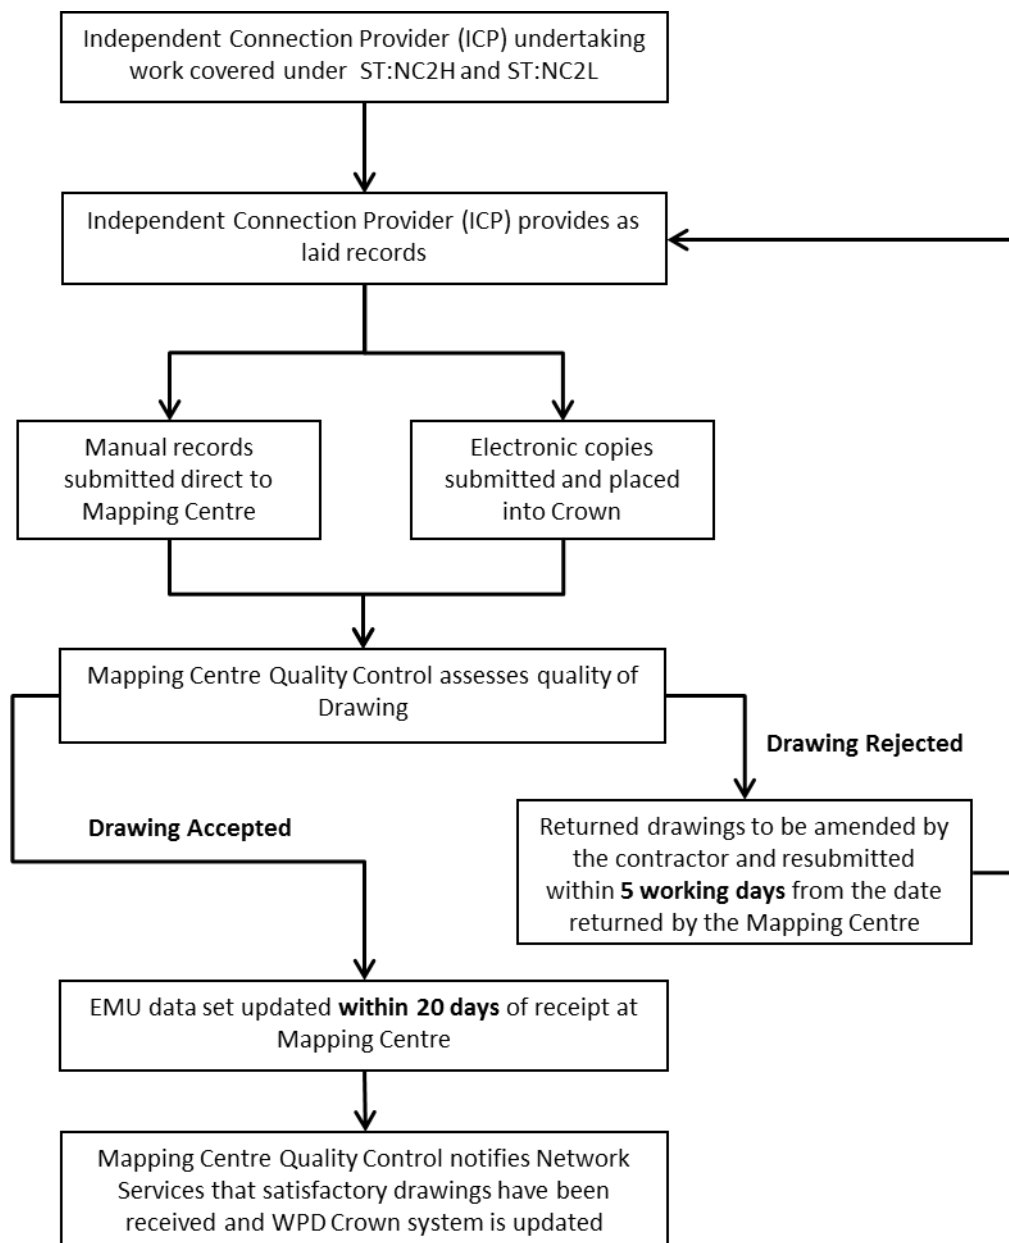 Independent Connection Provider (ICP) undertaking
work covered under ST:NC2H and ST:NC2L
Independent Connection Provider (ICP) provides as
laid records
Manual records
submitted direct to
Mapping Centre
Electronic copies
submitted and placed
into Crown
Mapping Centre Quality Control assesses quality of
Drawing
Drawing Rejected
Drawing Accepted
Returned drawings to be amended by
the contractor and resubmitted
within 5 working days from the date
returned by the Mapping Centre
EMU data set updated within 20 days of receipt at
Mapping Centre
Mapping Centre Quality Control notifies Network
Services that satisfactory drawings have been
received and WPD Crown system is updated